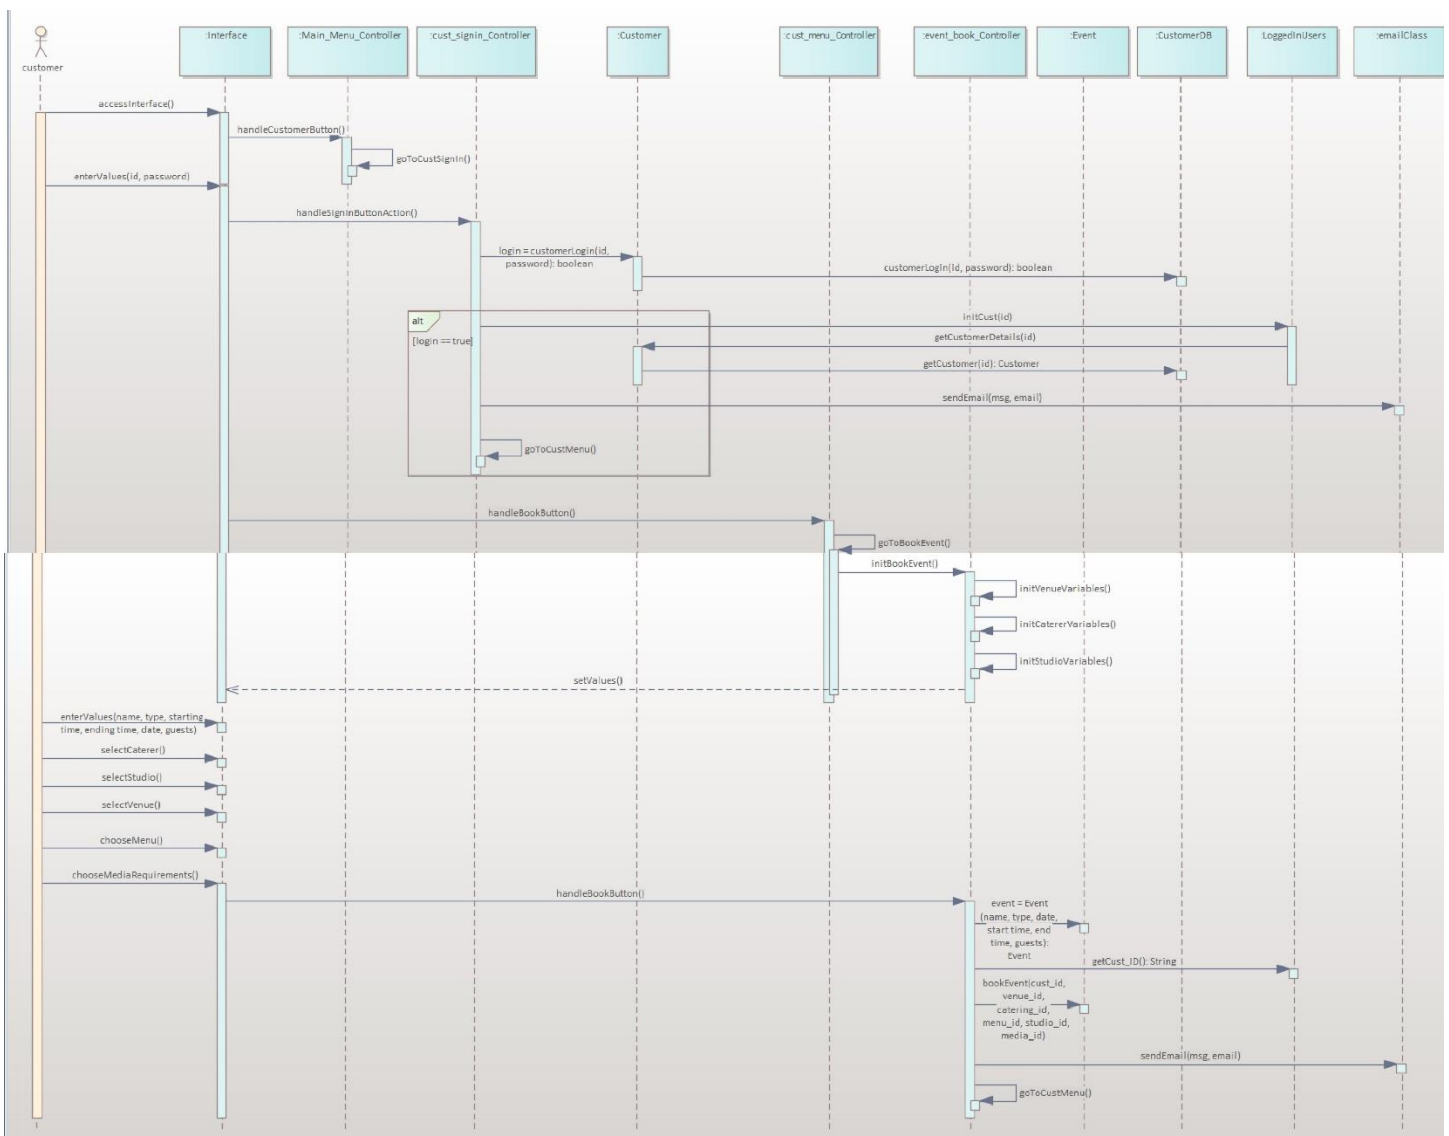 :Interface
:Main_Menu_Controller
:cust_signin_Controller
:Customer
:cust_menu_Controller
:event_book_Controller
:Event
:CustomerDB
:LoggedInUsers
:emailClass
customer
accessInterface()
handleCustomerButton()
goToCustSignIn()
enterValues(id, password)
handleSignInButtonAction()
login = customerLogin(id,
password): boolean
customerLogin(id, password): boolean
alt
[login == true]
initCust(id)
getCustomerDetails(id)
getCustomer(id): Customer
sendEmail(msg, email)
goToCustMenu()
handleBookButton()
goToBookEvent()
initBookEvent()
initVenueVariables()
initCatererVariables()
initStudioVariables()
setValues()
enterValues(name, type, starting
time, ending time, date, guests)
selectCaterer()
selectStudio()
selectVenue()
chooseMenu()
chooseMediaRequirements()
handleBookButton()
event = Event
(name, type, date,
start time, end
time, guests):
Event
getCust_ID(): String
bookEvent(cust_id,
venue_id,
catering_id,
menu_id, studio_id,
media_id)
sendEmail(msg, email)
goToCustMenu()